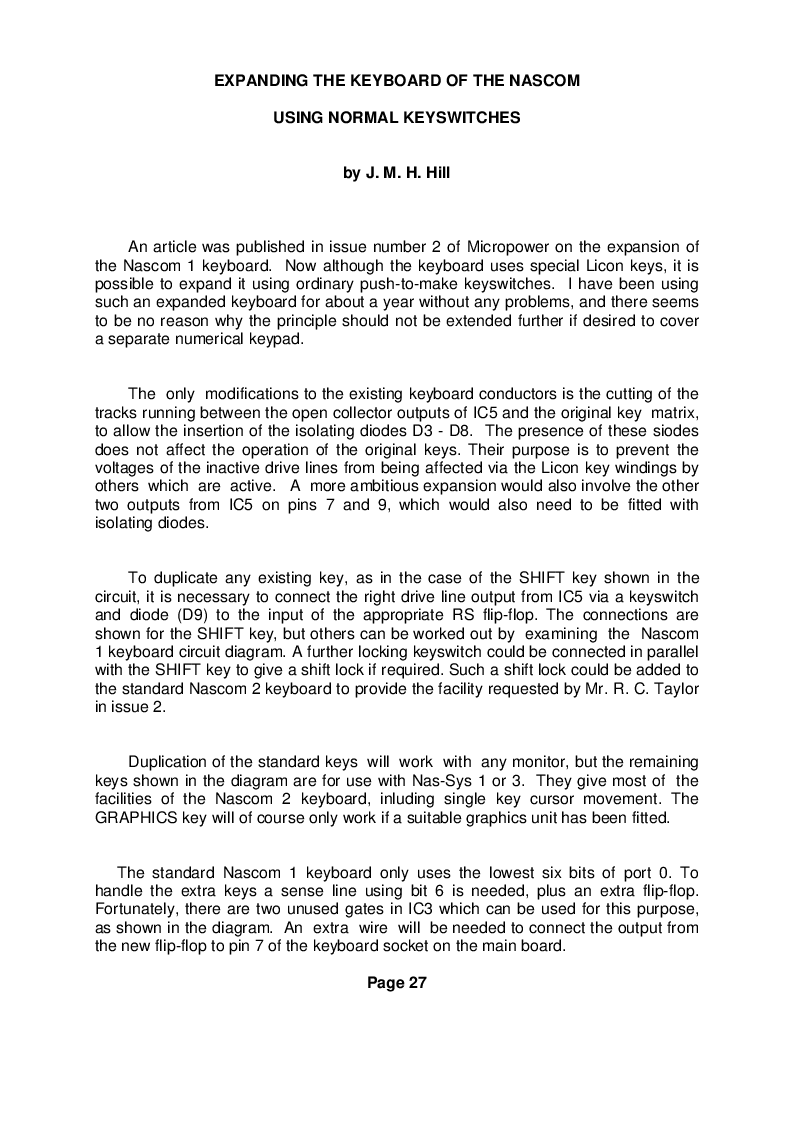 EXPANDING THE KEYBOARD OF THE NASCOM
USING NORMAL KEYSWITCHES
by J. M. H. Hill
An article was published in issue number 2 of Micropower on the expansion of
the Nascom 1 keyboard. Now although the keyboard uses special Licon keys, it is
possible to expand it using ordinary push-to-make keyswitches. I have been using
such an expanded keyboard for about a year without any problems, and there seems
to be no reason why the principle should not be extended further if desired to cover
a separate numerical keypad.
The only modifications to the existing keyboard conductors is the cutting of the
tracks running between the open collector outputs of IC5 and the original key matrix,
to allow the insertion of the isolating diodes D3 - D8. The presence of these siodes
does not affect the operation of the original keys. Their purpose is to prevent the
voltages of the inactive drive lines from being affected via the Licon key windings by
others which are active. A more ambitious expansion would also involve the other
two outputs from IC5 on pins 7 and 9, which would also need to be fitted with
isolating diodes.
To duplicate any existing key, as in the case of the SHIFT key shown in the
circuit, it is necessary to connect the right drive line output from IC5 via a keyswitch
and diode (D9) to the input of the appropriate RS flip-flop. The connections are
shown for the SHIFT key, but others can be worked out by examining the Nascom
1 keyboard circuit diagram. A further locking keyswitch could be connected in parallel
with the SHIFT key to give a shift lock if required. Such a shift lock could be added to
the standard Nascom 2 keyboard to provide the facility requested by Mr. R. C. Taylor
in issue 2.
Duplication of the standard keys will work with any monitor, but the remaining
keys shown in the diagram are for use with Nas-Sys 1 or 3. They give most of the
facilities of the Nascom 2 keyboard, inluding single key cursor movement. The
GRAPHICS key will of course only work if a suitable graphics unit has been fitted.
The standard Nascom 1 keyboard only uses the lowest six bits of port 0. To
handle the extra keys a sense line using bit 6 is needed, plus an extra flip-flop.
Fortunately, there are two unused gates in IC3 which can be used for this purpose,
as shown in the diagram. An extra wire will be needed to connect the output from
the new flip-flop to pin 7 of the keyboard socket on the main board.
Page 27